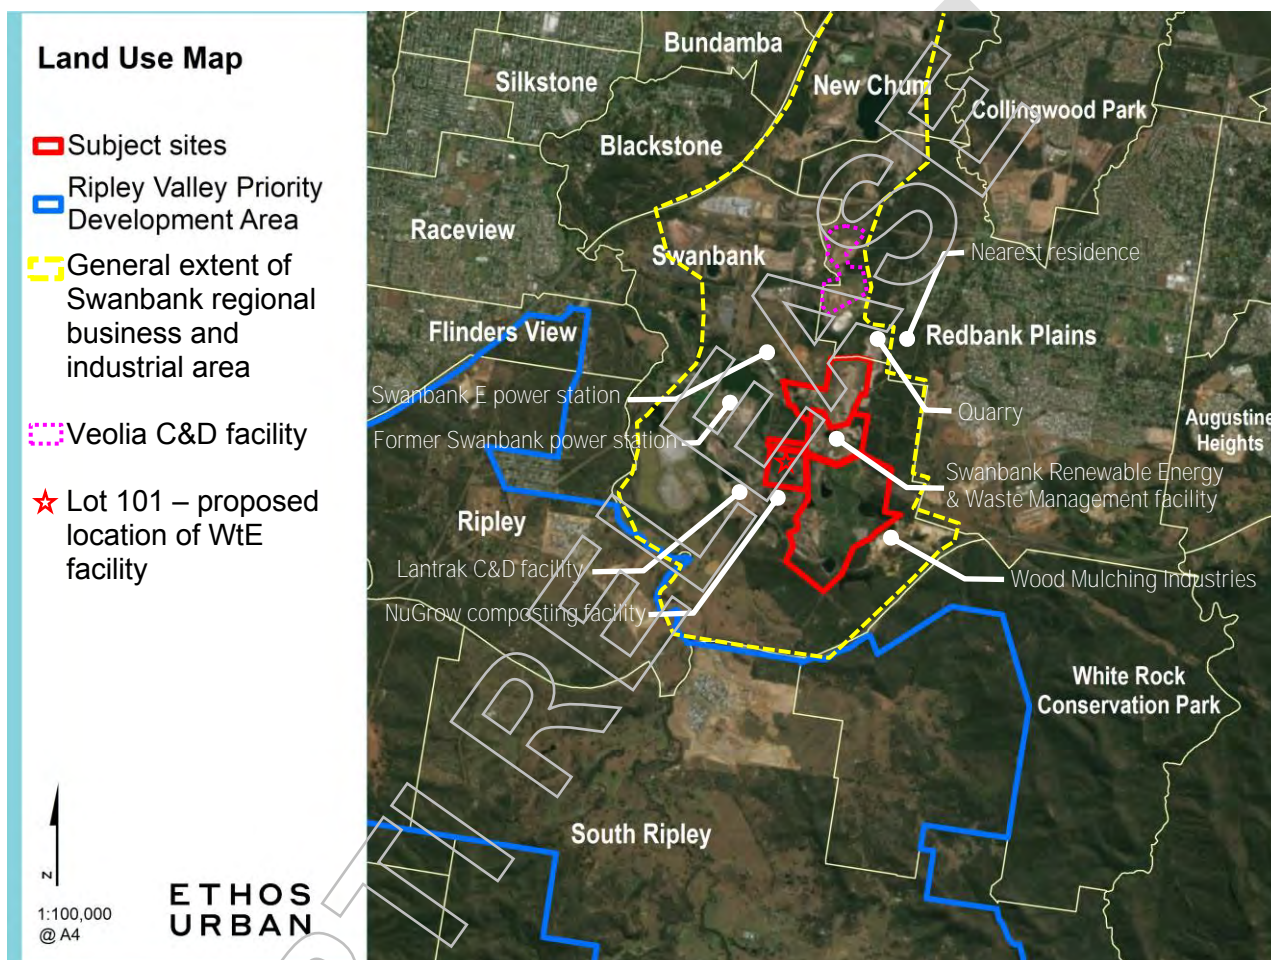 Land Use Map
Subject sites
Ripley Valley Priority
Development Area
General extent of
Swanbank regional
business and
industrial area
Veolia C&D facility
Lot 101 – proposed
location of WtE
facility
N
1:100,000
@ A4
ETHOS
URBAN
Bundamba
Silkstone
New Chum
Collingwood Park
Blackstone
Raceview
Swanbank
Nearest residence
Flinders View
Redbank Plains
Swanbank E power station
Quarry
Augustine
Heights
Former Swanbank power station
Swanbank Renewable Energy
& Waste Management facility
Ripley
Lantrak C&D facility
Wood Mulching Industries
NuGrow composting facility
White Rock
Conservation Park
South Ripley
RTI RELEASE